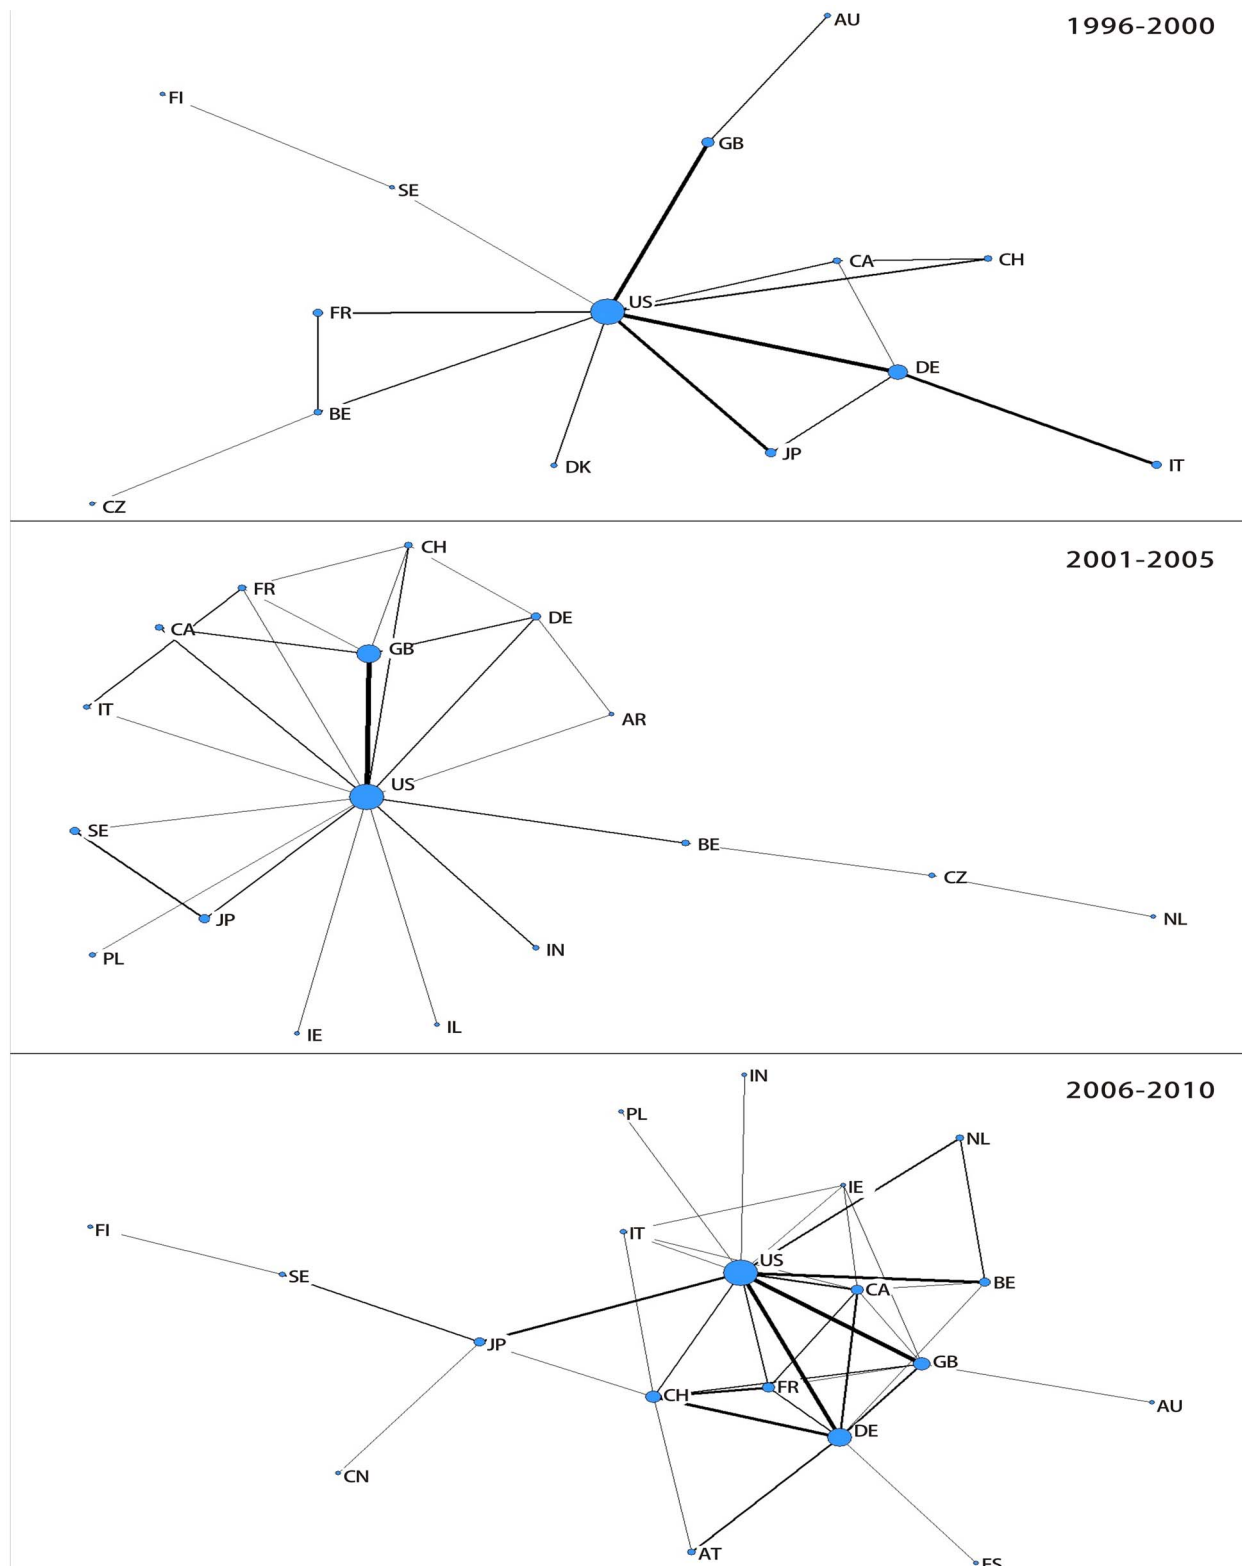 AU
1996-2000
FI
GB
SE
CA
CH
US
FR
DE
BE
JP
DK
IT
CZ
CH
2001-2005
FR
DE
CA
GB
IT
AR
US
SE
BE
CZ
JP
NL
PL
IN
IE
IL
IN
2006-2010
PL
NL
IE
FI
IT
US
SE
CA
BE
JP
GB
CH
FR
AU
DE
CN
AT
ES